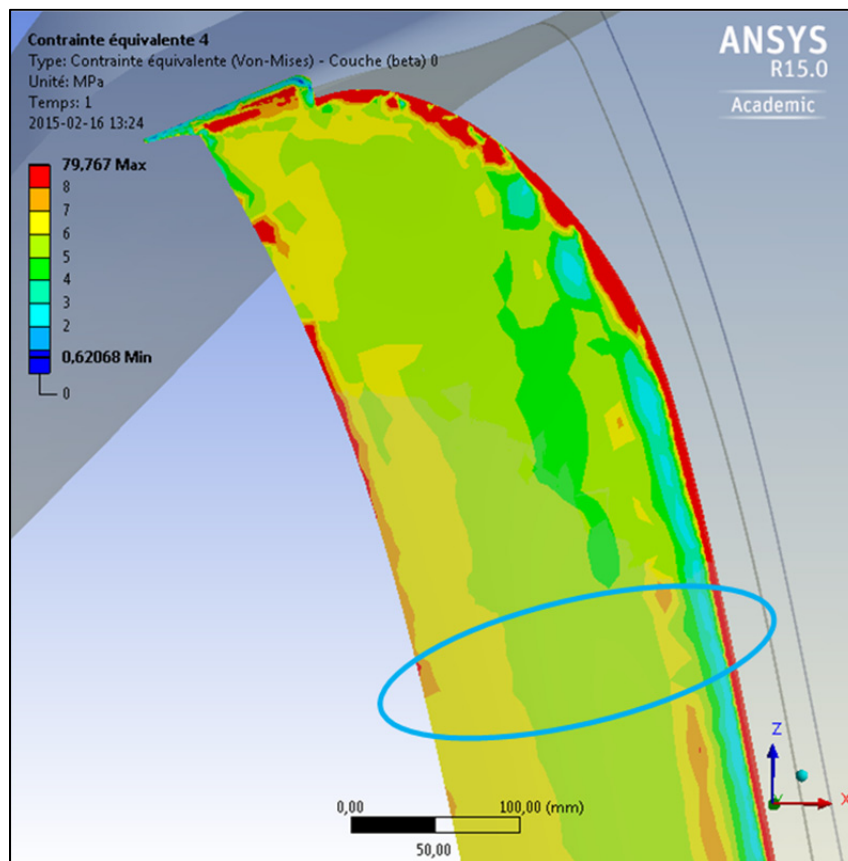 Contrainte équivalente 4
Type: Contrainte équivalente (Von-Mises) - Couche (beta) 0
Unité: MPa
Temps: 1
2015-02-16 13:24
ANSYS
R15.0
Academic
79,767 Max
8
7
6
5
4
3
2
0,62068 Min
0
Z
Y
X
0,00
100,00 (mm)
50,00